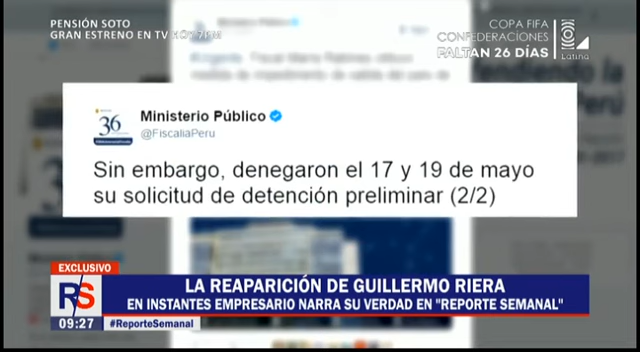 PENSIÓN SOTO
GRAN ESTRENO EN TV
COPA FIFA
CONFEDERACIONES
FALTAN 26 DÍAS
Latina
36
Ministerio Público
@FiscaliaPeru
Sin embargo, denegaron el 17 y 19 de mayo
su solicitud de detención preliminar (2/2)
EXCLUSIVO
R/S
LA REAPARICIÓN DE GUILLERMO RIERA
EN INSTANTES EMPRESARIO NARRA SU VERDAD EN "REPORTE SEMANAL"
09:27
#ReporteSemanal